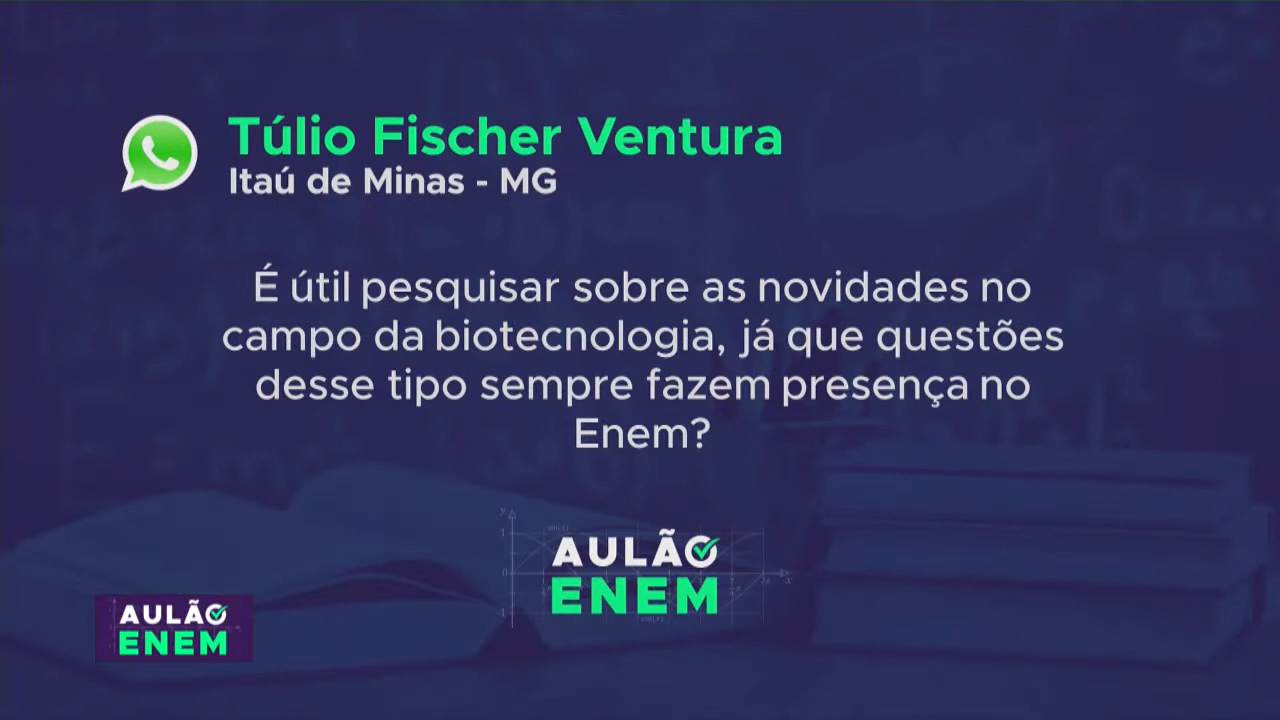 Túlio Fischer Ventura
Itaú de Minas - MG
É útil pesquisar sobre as novidades no
campo da biotecnologia, já que questões
desse tipo sempre fazem presença no
Enem?
AULÃO
ENEM
AULÃO
ENEM